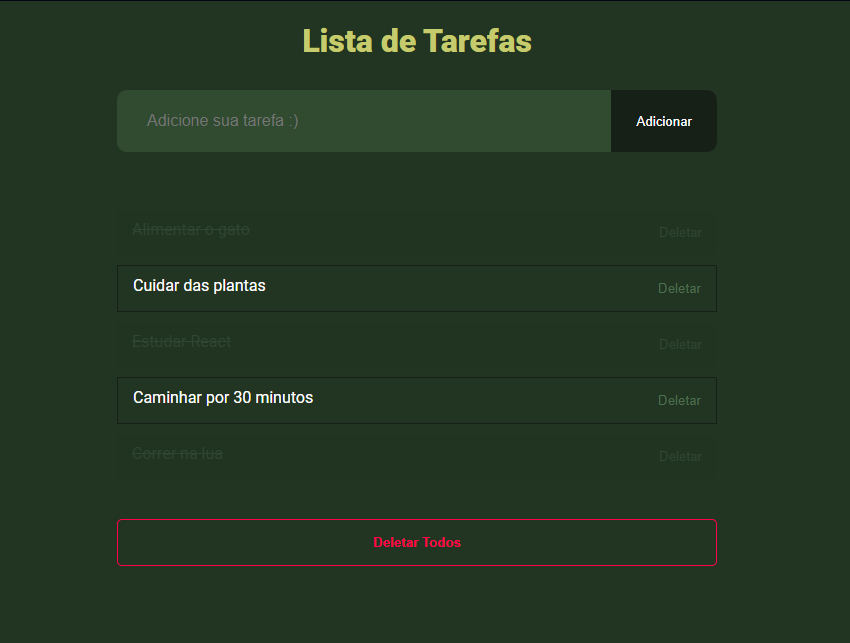 Lista de Tarefas
Adicione sua tarefa :)
Adicionar
Alimentar o gato
Deletar
Cuidar das plantas
Deletar
Estudar React
Deletar
Caminhar por 30 minutos
Deletar
Correr na lua
Deletar
Deletar Todos